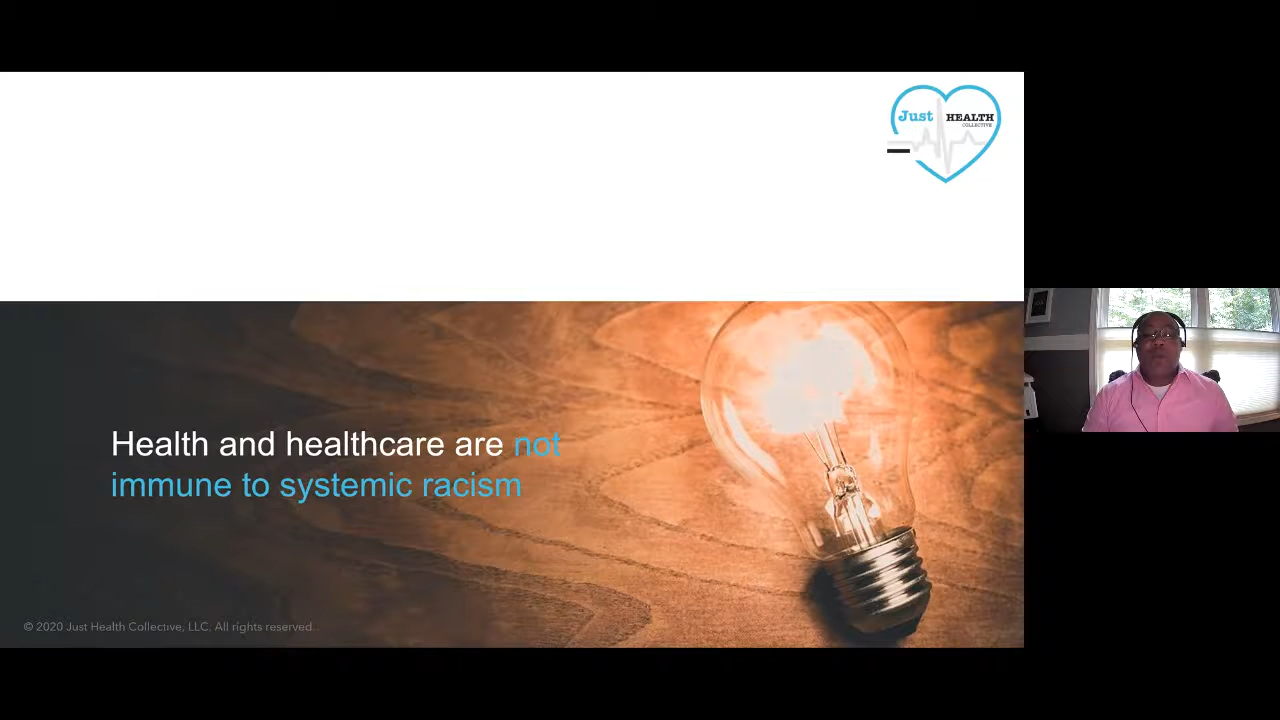 Just HEALTH
COLLECTIVE
Health and healthcare are not
immune to systemic racism
© 2020 Just Health Collective, LLC. All rights reserved.